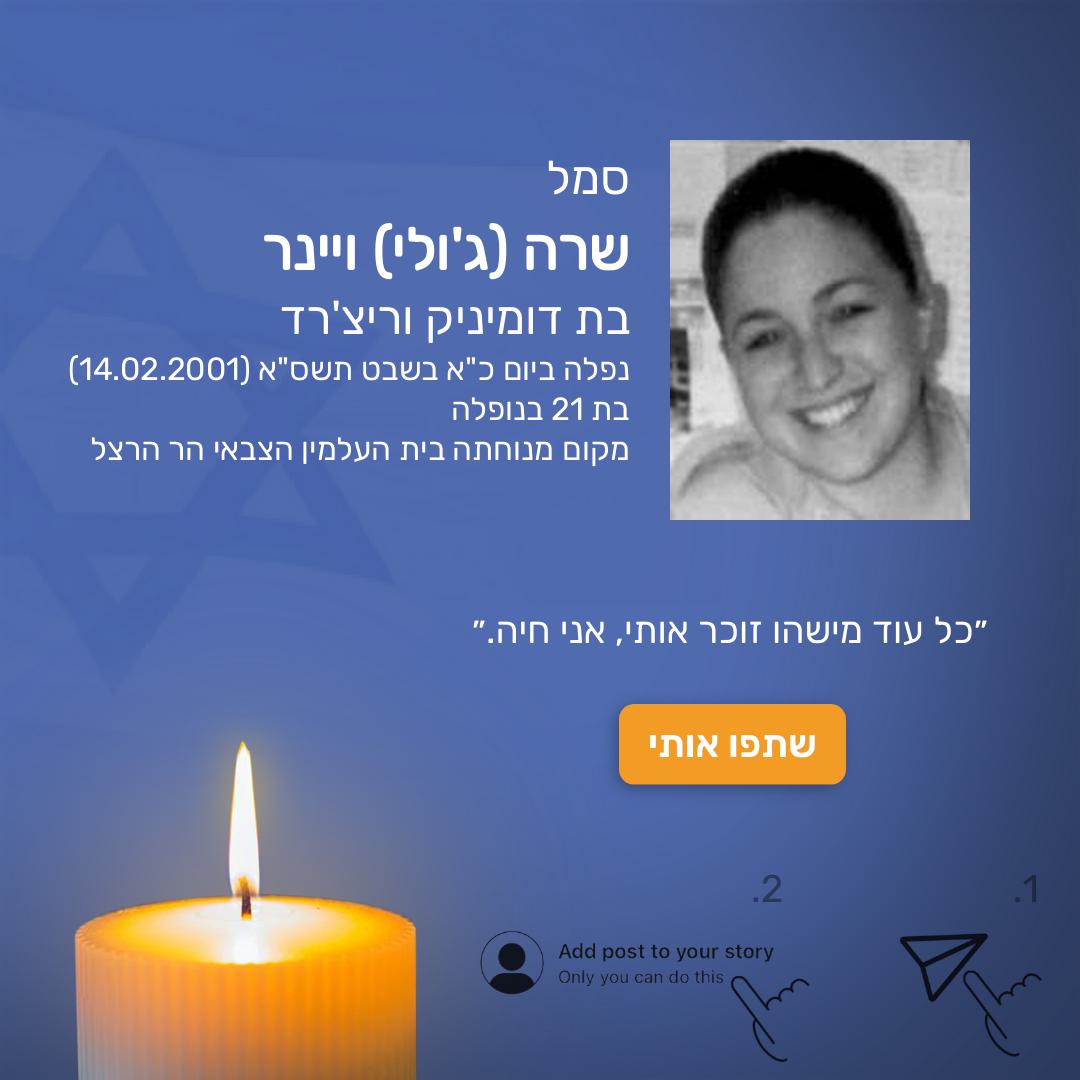 סמל
שרה (ג'ולי) ויינר
בת דומיניק וריצ'רד
נפלה ביום כ"א בשבט תשס"א (14.02.2001)
בת 21 בנופלה
מקום מנוחתה בית העלמין הצבאי הר הרצל
״כל עוד מישהו זוכר אותי, אני חיה.״
שתפו אותי
.1
.2
Add post to your story
Only you can do this